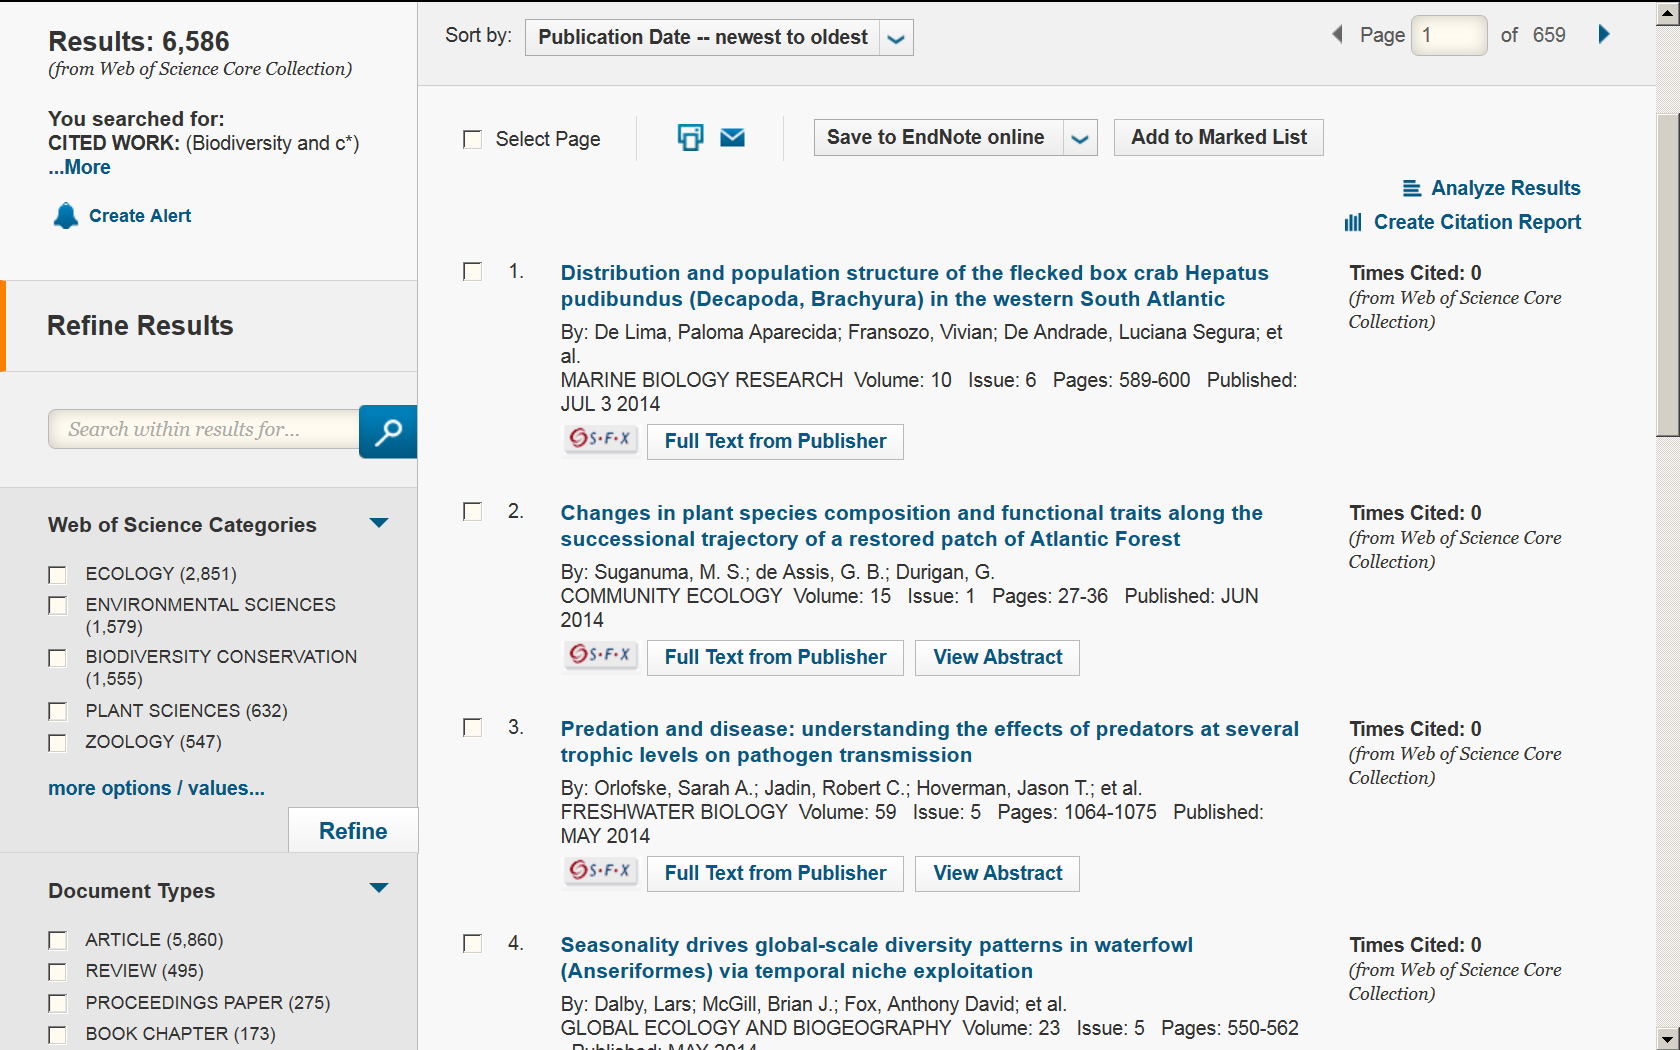 Results: 6,586
(from Web of Science Core Collection)
You searched for:
CITED WORK: (Biodiversity and c*)
...More
Create Alert
Refine Results
Search within results for...
Web of Science Categories
ECOLOGY (2,851)
ENVIRONMENTAL SCIENCES
(1,579)
BIODIVERSITY CONSERVATION
(1,555)
PLANT SCIENCES (632)
ZOOLOGY (547)
more options / values...
Refine
Document Types
ARTICLE (5,860)
REVIEW (495)
PROCEEDINGS PAPER (275)
BOOK CHAPTER (173)
Sort by: Publication Date -- newest to oldest
Page 1 of 659
Select Page
Save to EndNote online
Add to Marked List
Analyze Results
Create Citation Report
1. Distribution and population structure of the flecked box crab Hepatus
pudibundus (Decapoda, Brachyura) in the western South Atlantic
By: De Lima, Paloma Aparecida; Fransozo, Vivian; De Andrade, Luciana Segura; et
al.
MARINE BIOLOGY RESEARCH Volume: 10 Issue: 6 Pages: 589-600 Published:
JUL 3 2014
S·F·X Full Text from Publisher
Times Cited: 0
(from Web of Science Core
Collection)
2. Changes in plant species composition and functional traits along the
successional trajectory of a restored patch of Atlantic Forest
By: Suganuma, M. S.; de Assis, G. B.; Durigan, G.
COMMUNITY ECOLOGY Volume: 15 Issue: 1 Pages: 27-36 Published: JUN
2014
S·F·X Full Text from Publisher View Abstract
Times Cited: 0
(from Web of Science Core
Collection)
3. Predation and disease: understanding the effects of predators at several
trophic levels on pathogen transmission
By: Orlofske, Sarah A.; Jadin, Robert C.; Hoverman, Jason T.; et al.
FRESHWATER BIOLOGY Volume: 59 Issue: 5 Pages: 1064-1075 Published:
MAY 2014
S·F·X Full Text from Publisher View Abstract
Times Cited: 0
(from Web of Science Core
Collection)
4. Seasonality drives global-scale diversity patterns in waterfowl
(Anseriformes) via temporal niche exploitation
By: Dalby, Lars; McGill, Brian J.; Fox, Anthony David; et al.
GLOBAL ECOLOGY AND BIOGEOGRAPHY Volume: 23 Issue: 5 Pages: 550-562
Published: MAY 2014
Times Cited: 0
(from Web of Science Core
Collection)